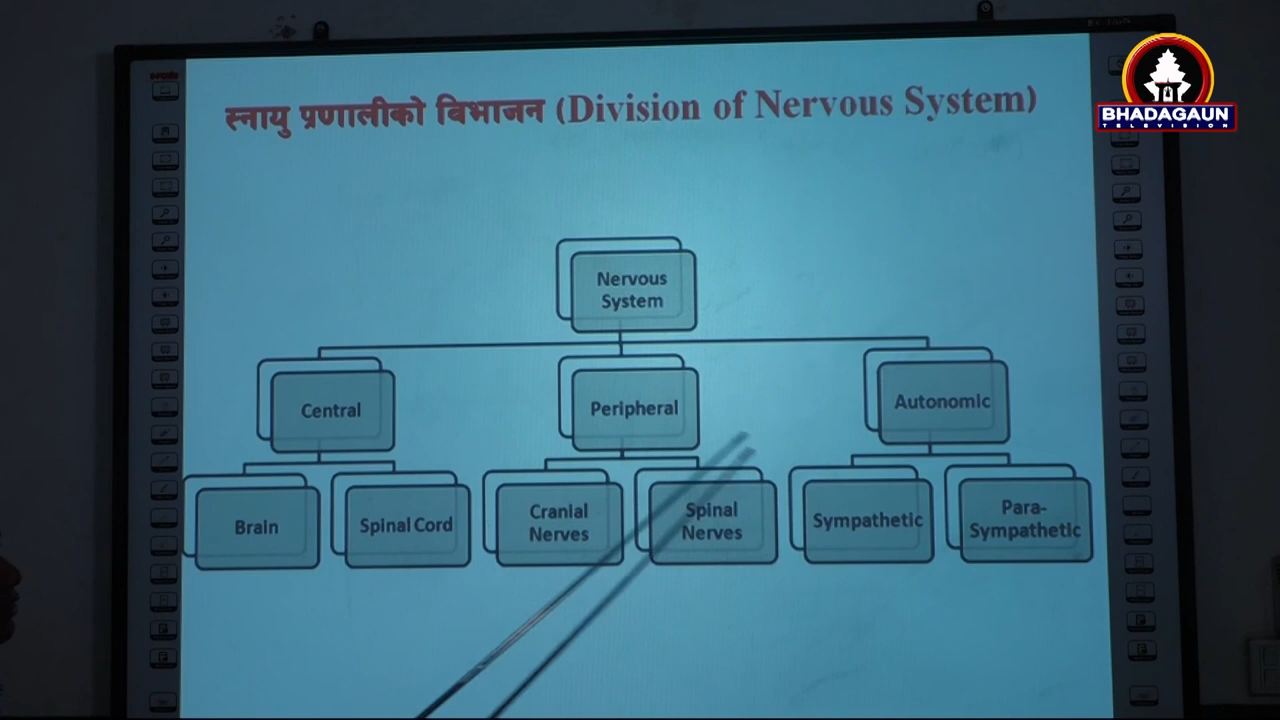 स्नायु प्रणालीको विभाजन (Division of Nervous System)
BHADAGAUN
TELEVISION
Nervous
System
Central
Peripheral
Autonomic
Brain
Spinal Cord
Cranial
Nerves
Spinal
Nerves
Sympathetic
Para-
Sympathetic